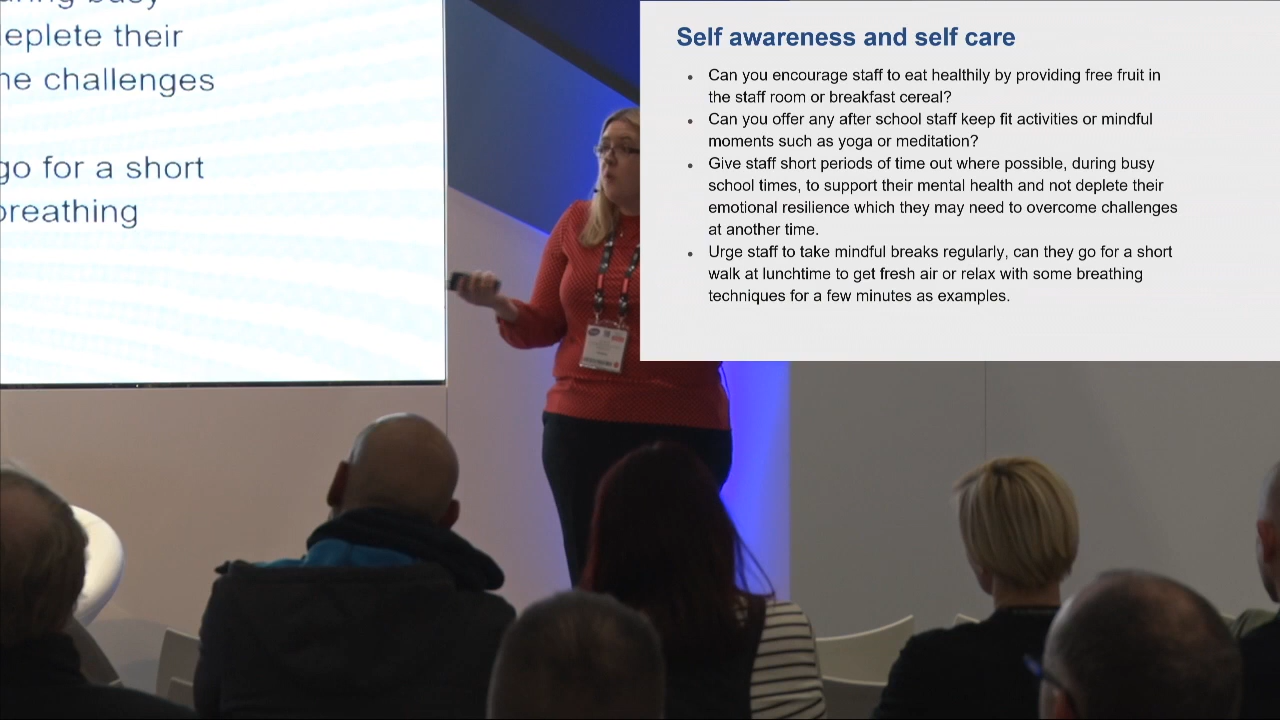 eplete their
challenges
go for a short
breathing
Self awareness and self care
Can you encourage staff to eat healthily by providing free fruit in
the staff room or breakfast cereal?
Can you offer any after school staff keep fit activities or mindful
moments such as yoga or meditation?
Give staff short periods of time out where possible, during busy
school times, to support their mental health and not deplete their
emotional resilience which they may need to overcome challenges
at another time.
Urge staff to take mindful breaks regularly, can they go for a short
walk at lunchtime to get fresh air or relax with some breathing
techniques for a few minutes as examples.